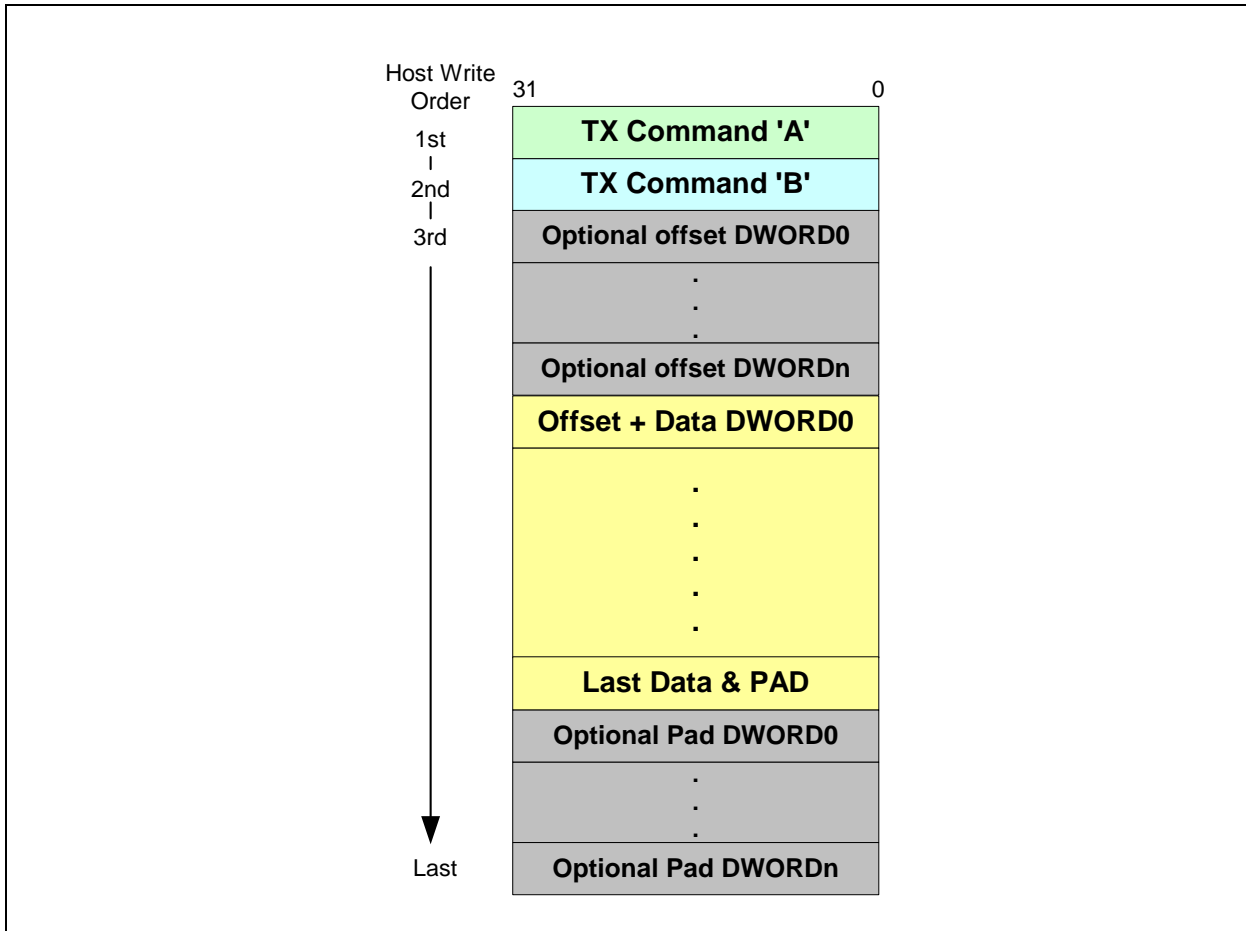 Host Write
Order
31
0
1st
TX Command 'A'
2nd
TX Command 'B'
3rd
Optional offset DWORD0
.
.
.
Optional offset DWORDn
Offset + Data DWORD0
.
.
.
.
.
Last Data & PAD
Optional Pad DWORD0
.
.
.
Last
Optional Pad DWORDn